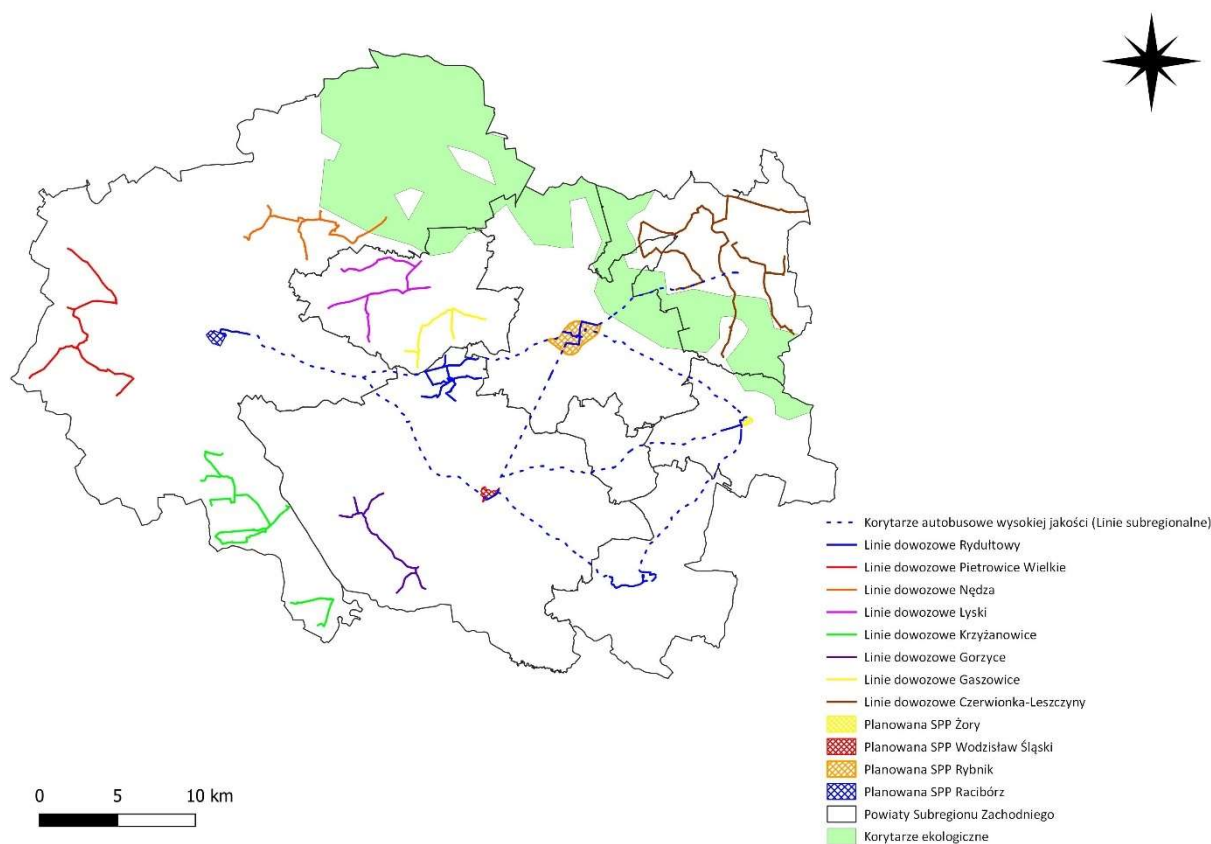 Korytarze autobusowe wysokiej jakości (Linie subregionalne)
Linie dowozowe Rydułtowy
Linie dowozowe Pietrowice Wielkie
Linie dowozowe Nędza
Linie dowozowe Lyski
Linie dowozowe Krzyżanowice
Linie dowozowe Gorzyce
Linie dowozowe Gaszowice
Linie dowozowe Czerwionka-Leszczyny
Planowana SPP Żory
Planowana SPP Wodzisław Śląski
Planowana SPP Rybnik
Planowana SPP Racibórz
Powiaty Subregionu Zachodniego
Korytarze ekologiczne
0 5 10 km